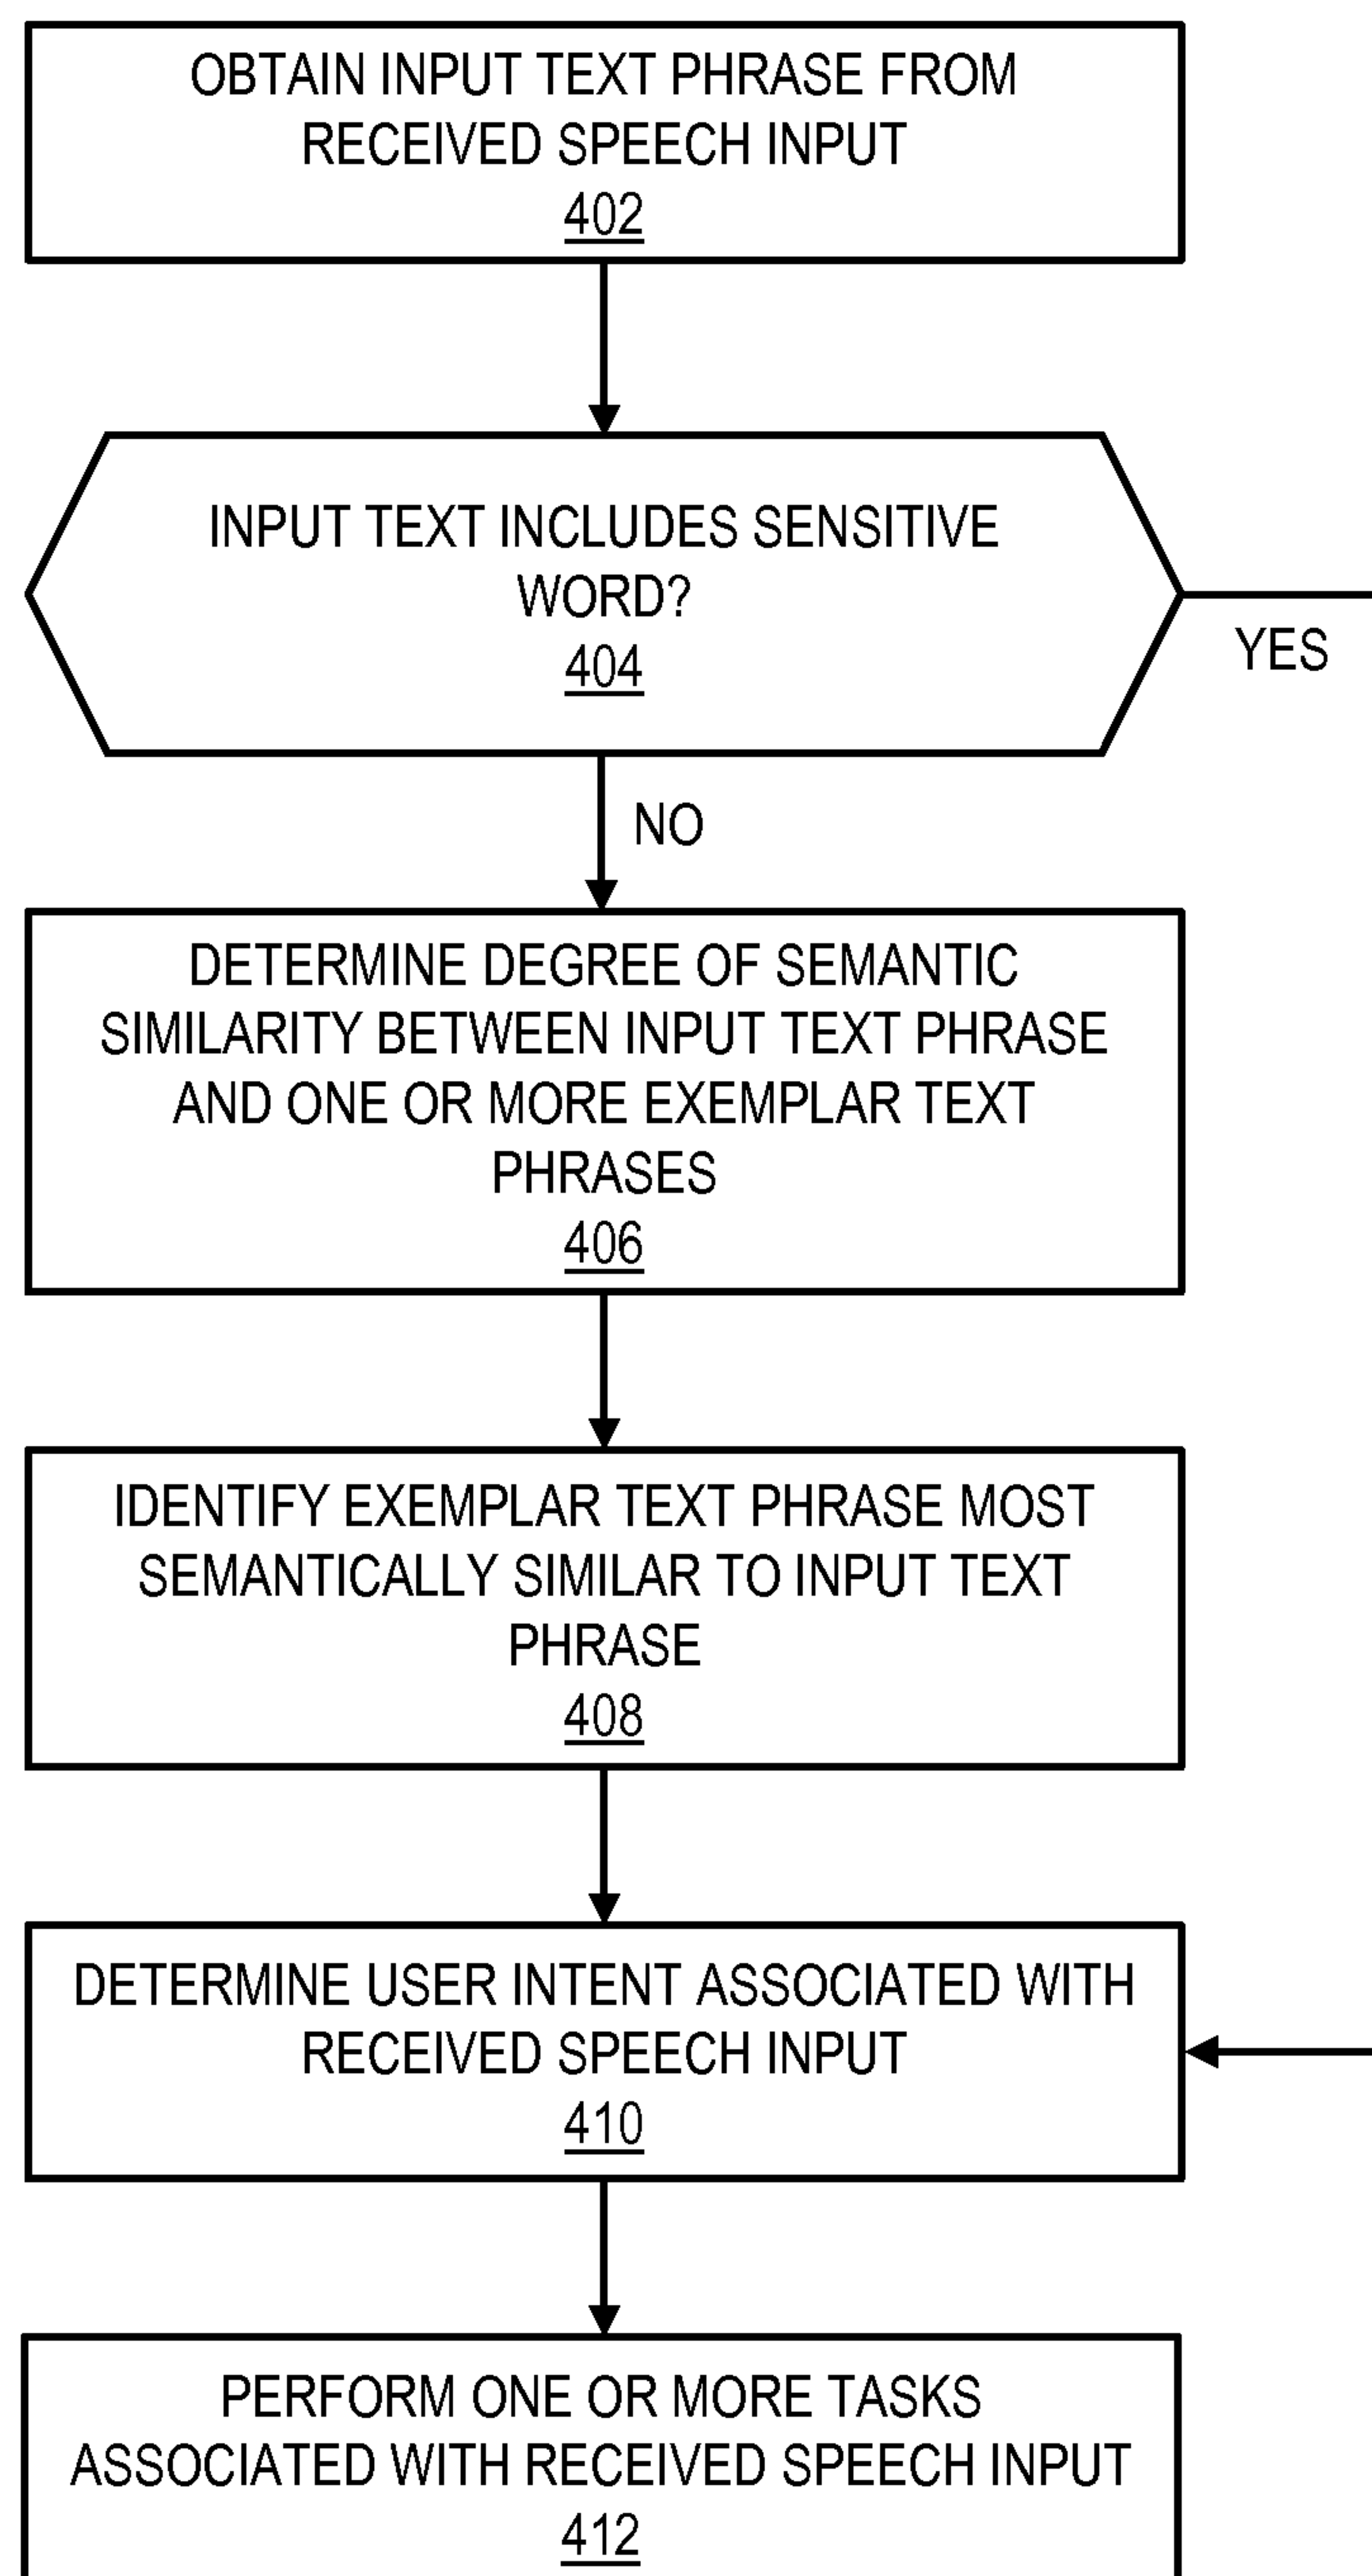 OBTAIN INPUT TEXT PHRASE FROM
RECEIVED SPEECH INPUT
402
INPUT TEXT INCLUDES SENSITIVE
WORD?
404
YES
NO
DETERMINE DEGREE OF SEMANTIC
SIMILARITY BETWEEN INPUT TEXT PHRASE
AND ONE OR MORE EXEMPLAR TEXT
PHRASES
406
IDENTIFY EXEMPLAR TEXT PHRASE MOST
SEMANTICALLY SIMILAR TO INPUT TEXT
PHRASE
408
DETERMINE USER INTENT ASSOCIATED WITH
RECEIVED SPEECH INPUT
410
PERFORM ONE OR MORE TASKS
ASSOCIATED WITH RECEIVED SPEECH INPUT
412